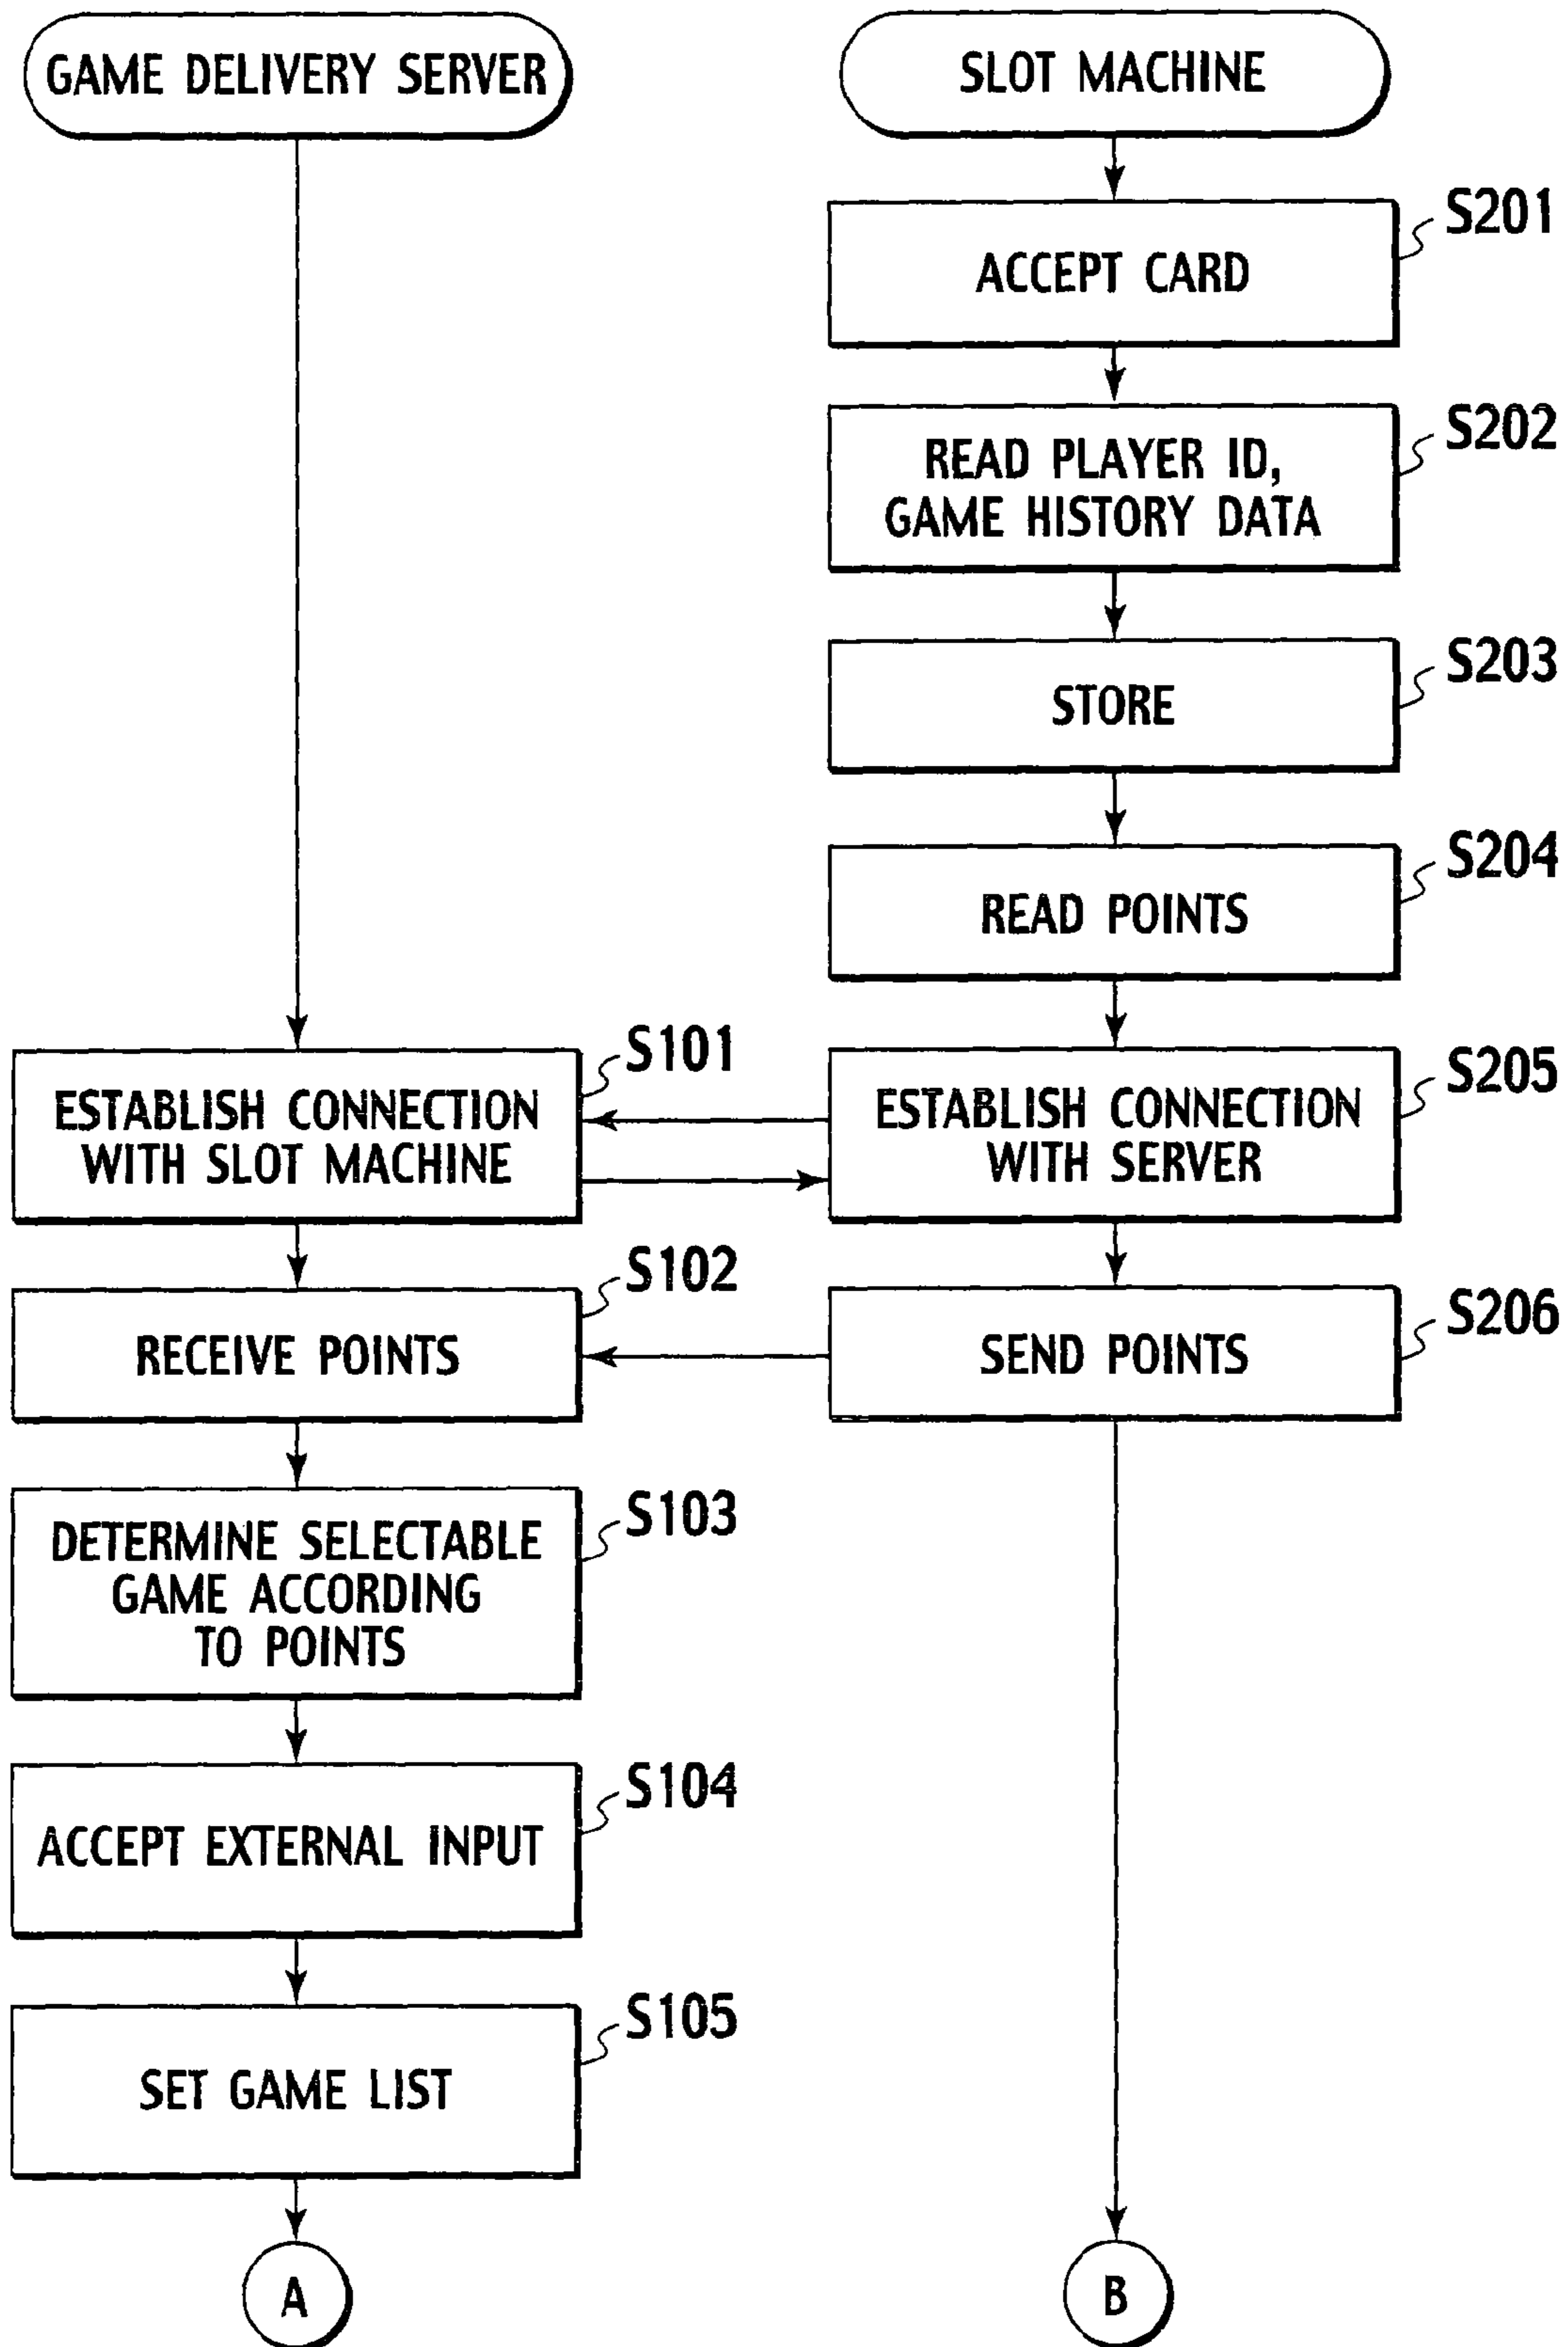 GAME DELIVERY SERVER
SLOT MACHINE
S201
ACCEPT CARD
S202
READ PLAYER ID,
GAME HISTORY DATA
S203
STORE
S204
READ POINTS
S101
ESTABLISH CONNECTION
WITH SLOT MACHINE
S205
ESTABLISH CONNECTION
WITH SERVER
S102
RECEIVE POINTS
S206
SEND POINTS
S103
DETERMINE SELECTABLE
GAME ACCORDING
TO POINTS
S104
ACCEPT EXTERNAL INPUT
S105
SET GAME LIST
A
B